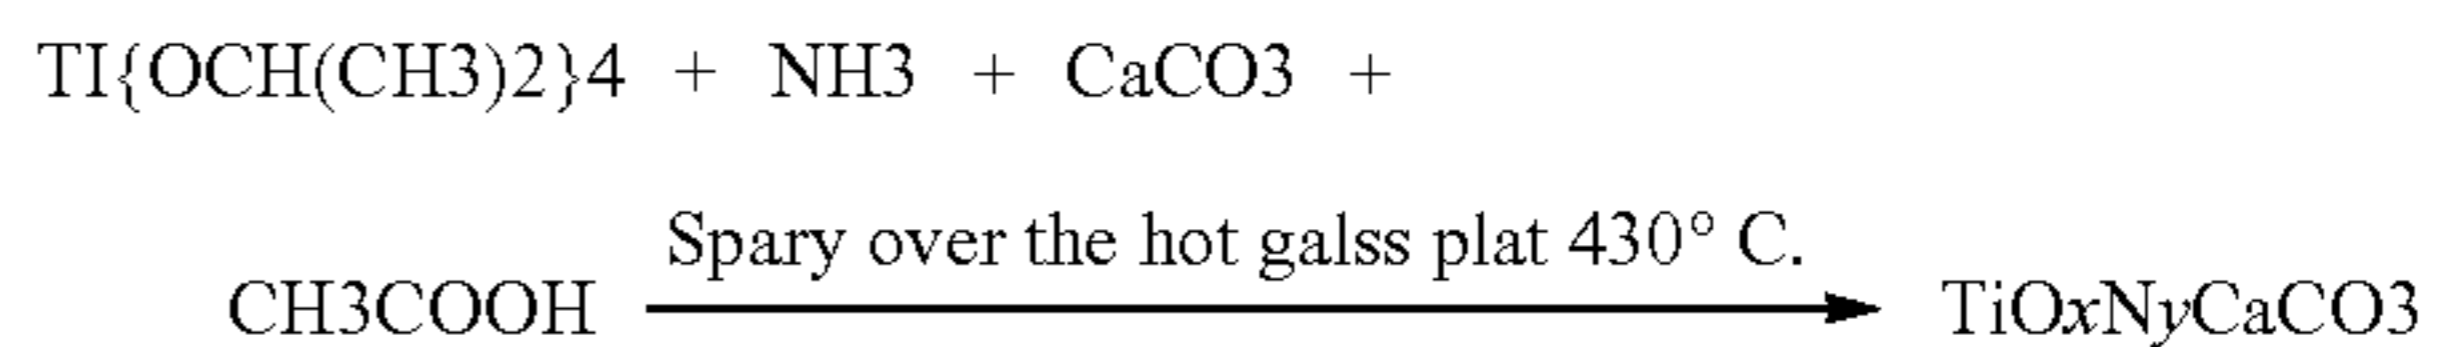 TI{OCH(CH3)2}4 + NH3 + CaCO3 +
Spary over the hot galss plat 430° C.
CH3COOH TiOxNyCaCO3